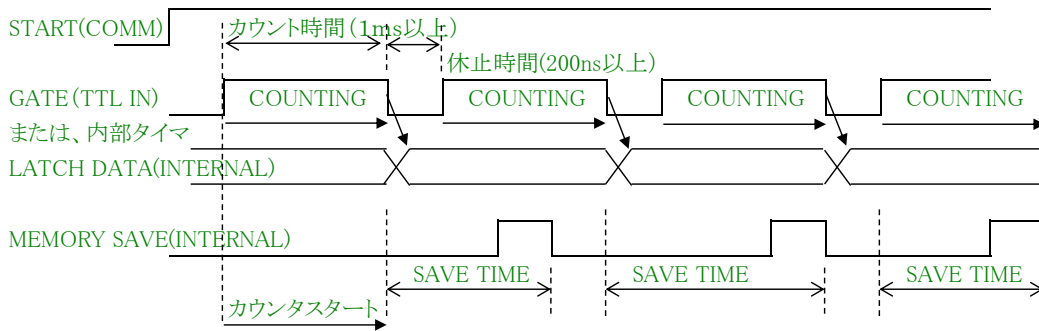 START(COMM)
カウント時間(1ms以上)
休止時間(200ns以上)
GATE(TTL IN)
COUNTING
COUNTING
COUNTING
COUNTING
または、内部タイマ
LATCH DATA(INTERNAL)
MEMORY SAVE(INTERNAL)
SAVE TIME
SAVE TIME
SAVE TIME
カウンタスタート